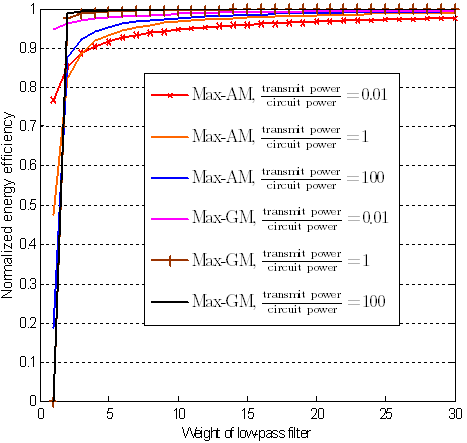 Normalized energy efficiency
1
0.9
0.8
0.7
0.6
0.5
0.4
0.3
0.2
0.1
0
Max-AM, transmit power/circuit power = 0.01
Max-AM, transmit power/circuit power = 1
Max-AM, transmit power/circuit power = 100
Max-GM, transmit power/circuit power = 0.01
Max-GM, transmit power/circuit power = 1
Max-GM, transmit power/circuit power = 100
0 5 10 15 20 25 30
Weight of low-pass filter